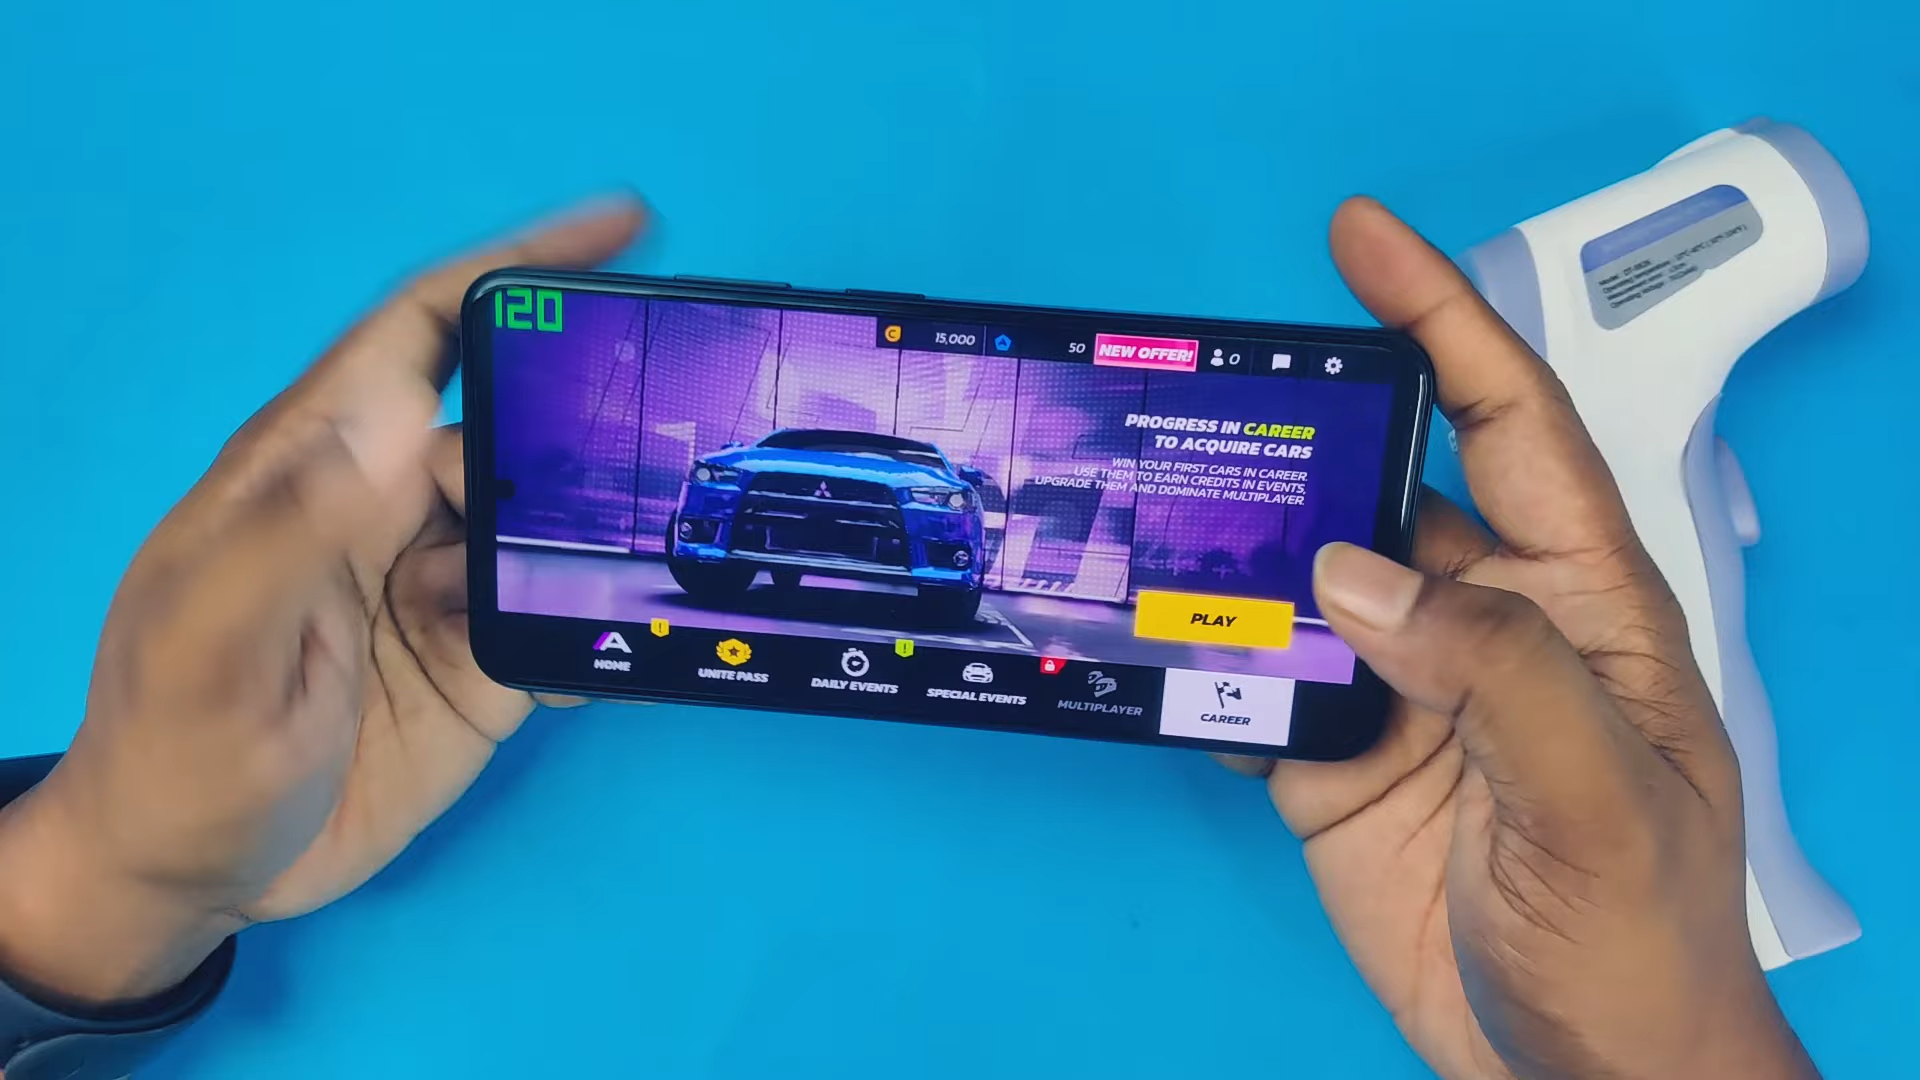 120
15,000
50
NEW OFFER!
0
PROGRESS IN CAREER
TO ACQUIRE CARS
WIN YOUR FIRST CARS IN CAREER.
USE THEM TO EARN CREDITS IN EVENTS,
UPGRADE THEM AND DOMINATE MULTIPLAYER.
PLAY
HOME
UNITE PASS
DAILY EVENTS
SPECIAL EVENTS
MULTIPLAYER
CAREER